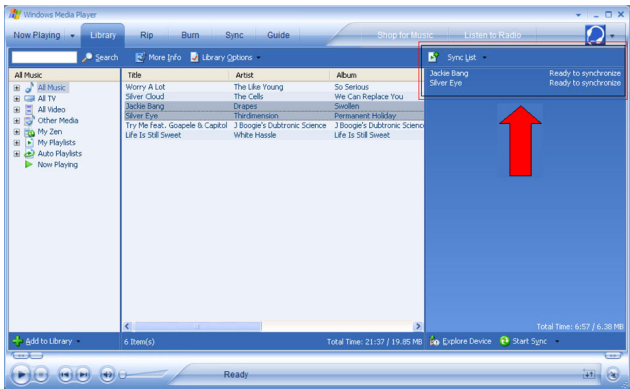 Windows Media Player
Now Playing Library Rip Burn Sync Guide Shop for Music Listen to Radio
Search More Info Library Options Sync List
All Music
All Music
All TV
All Video
Other Media
My Zen
My Playlists
Auto Playlists
Now Playing
Title Artist Album
Worry A Lot The Like Young So Serious
Silver Cloud The Cells We Can Replace You
Jackie Bang Drapes Swollen
Silver Eye Thirdimension Permanent Holiday
Try Me Feat. Goapele & Capitol J Boogie's Dubtronic Science J Boogie's Dubtronic Scienc
Life Is Still Sweet White Hassle Life Is Still Sweet
Jackie Bang Ready to synchronize
Silver Eye Ready to synchronize
Total Time: 6:57 / 6.38 MB
Add to Library 6 Item(s) Total Time: 21:37 / 19.85 MB Explore Device Start Sync
Ready